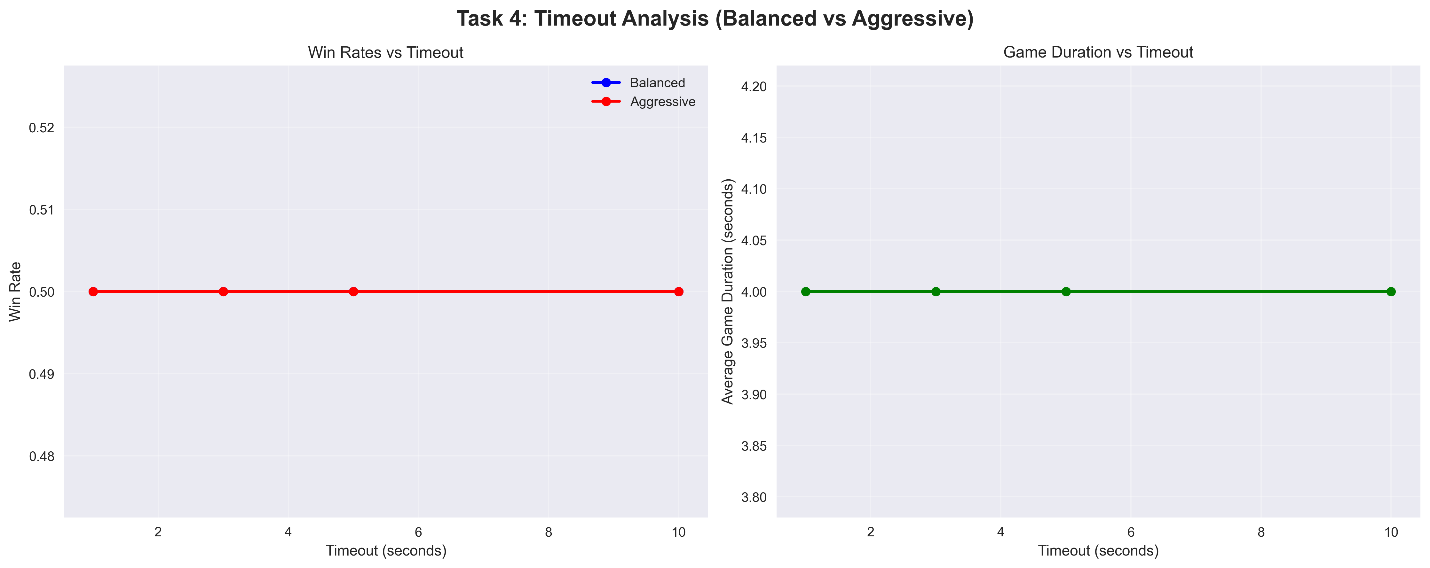 Task 4: Timeout Analysis (Balanced vs Aggressive)
Win Rates vs Timeout
Balanced
Aggressive
0.52
0.51
0.50
0.49
0.48
Win Rate
2 4 6 8 10
Timeout (seconds)
Game Duration vs Timeout
4.20
4.15
4.10
4.05
4.00
3.95
3.90
3.85
3.80
Average Game Duration (seconds)
2 4 6 8 10
Timeout (seconds)